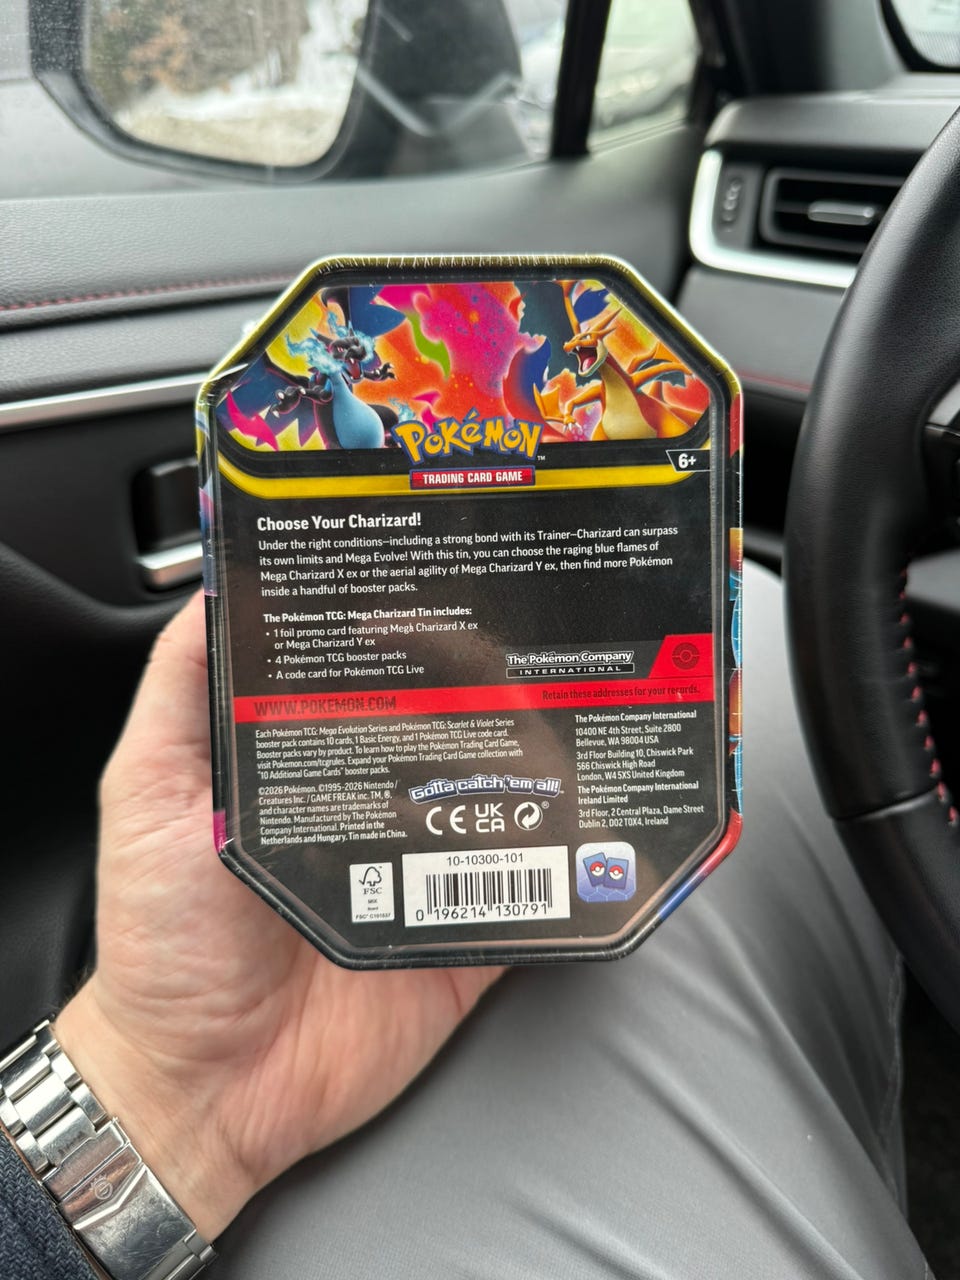 POKéMON™
TRADING CARD GAME
6+
Choose Your Charizard!
Under the right conditions—including a strong bond with its Trainer—Charizard can surpass
its own limits and Mega Evolve! With this tin, you can choose the raging blue flames of
Mega Charizard X ex or the aerial agility of Mega Charizard Y ex, then find more Pokémon
inside a handful of booster packs.
The Pokémon TCG: Mega Charizard Tin includes:
• 1 foil promo card featuring Mega Charizard X ex
or Mega Charizard Y ex
• 4 Pokémon TCG booster packs
• A code card for Pokémon TCG Live
The Pokémon Company
INTERNATIONAL
WWW.POKEMON.COM
Retain these addresses for your records.
Each Pokémon TCG: Mega Evolution Series and Pokémon TCG: Scarlet & Violet Series
booster pack contains 10 cards, 1 Basic Energy, and 1 Pokémon TCG Live code card.
Booster packs vary by product. To learn how to play the Pokémon Trading Card Game,
visit Pokemon.com/tcgrules. Expand your Pokémon Trading Card Game collection with
"10 Additional Game Cards" booster packs.
©2026 Pokémon. ©1995-2026 Nintendo/
Creatures Inc./GAME FREAK inc. TM, ®,
and character names are trademarks of
Nintendo. Manufactured by The Pokémon
Company International. Printed in the
Netherlands and Hungary. Tin made in China.
Gotta catch 'em all!™
CE UK
CA
®
The Pokémon Company International
10400 NE 4th Street, Suite 2800
Bellevue, WA 98004 USA
3rd Floor Building 10, Chiswick Park
566 Chiswick High Road
London, W4 5XS United Kingdom
The Pokémon Company International
Ireland Limited
3rd Floor, 2 Central Plaza, Dame Street
Dublin 2, D02 T0X4, Ireland
FSC
MIX
Board
10-10300-101
0 196214 130791